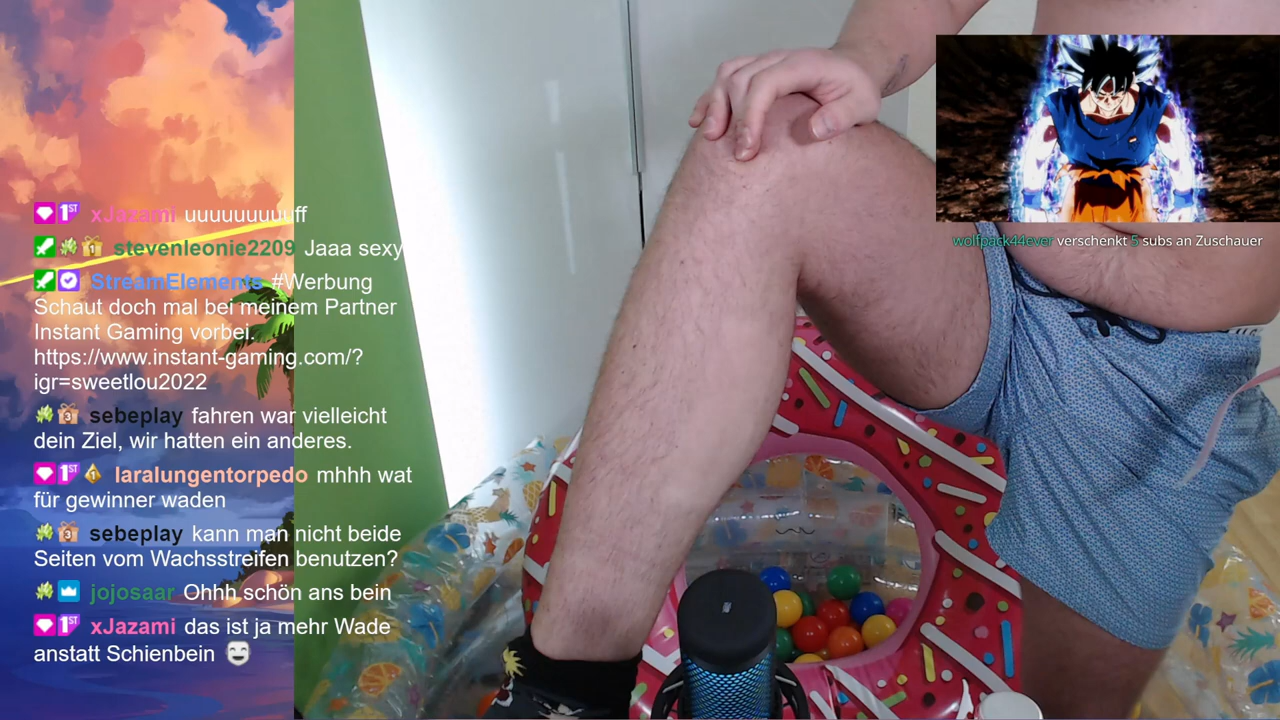 xJazami uuuuuuuuuff
stevenleonie2209 Jaaa sexy
StreamElements #Werbung
Schaut doch mal bei meinem Partner
Instant Gaming vorbei.
https://www.instant-gaming.com/?
igr=sweetlou2022
sebeplay fahren war vielleicht
dein Ziel, wir hatten ein anderes.
laralungentorpedo mhhh wat
für gewinner waden
sebeplay kann man nicht beide
Seiten vom Wachsstreifen benutzen?
jojosaar Ohhh schön ans bein
xJazami das ist ja mehr Wade
anstatt Schienbein
wolfpack44ever verschenkt 5 subs an Zuschauer